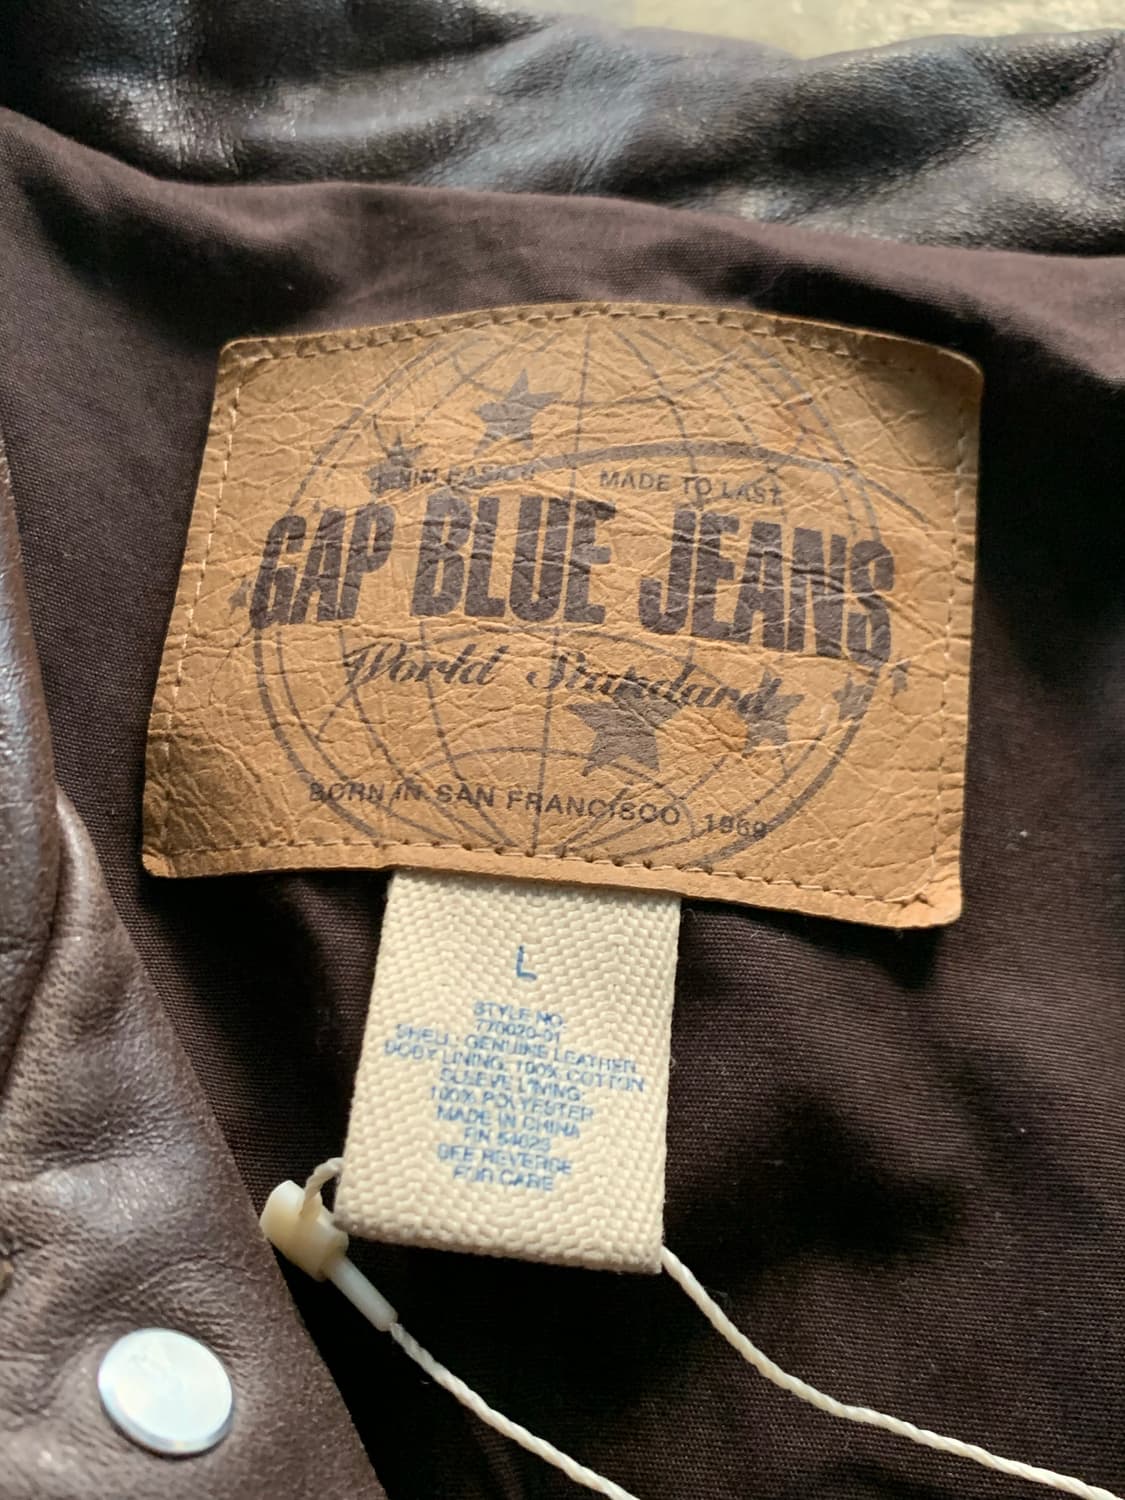 DENIM BASICS MADE TO LAST
GAP BLUE JEANS
World Standard
BORN IN SAN FRANCISCO 1969
L
STYLE NO.
770020-01
SHELL: GENUINE LEATHER
BODY LINING: 100% COTTON
SLEEVE LINING:
100% POLYESTER
MADE IN CHINA
RN 54023
SEE REVERSE
FOR CARE